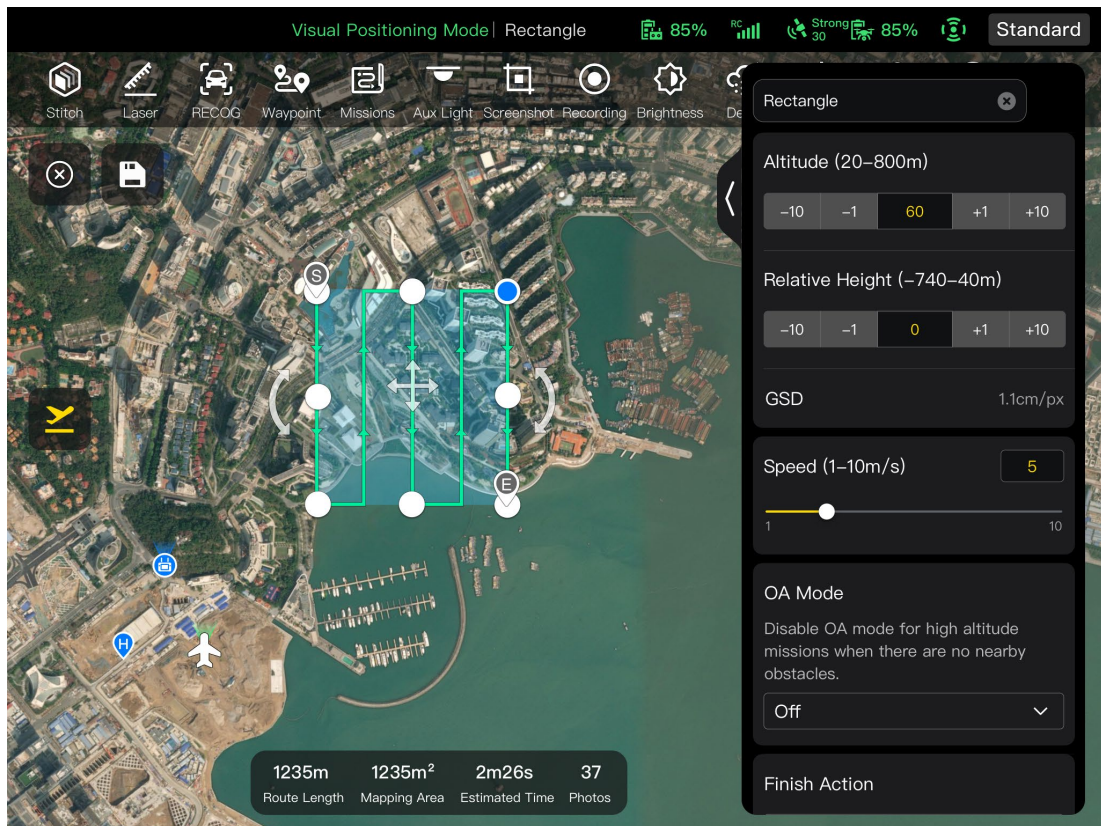 Visual Positioning Mode | Rectangle
85%
RC
Strong
30
85%
Standard
Stitch
Laser
RECOG
Waypoint
Missions
Aux Light
Screenshot
Recording
Brightness
De
Rectangle
Altitude (20–800m)
–10 –1 60 +1 +10
Relative Height (–740–40m)
–10 –1 0 +1 +10
GSD 1.1cm/px
Speed (1–10m/s) 5
1 10
OA Mode
Disable OA mode for high altitude
missions when there are no nearby
obstacles.
Off
Finish Action
S
E
H
1235m 1235m² 2m26s 37
Route Length Mapping Area Estimated Time Photos